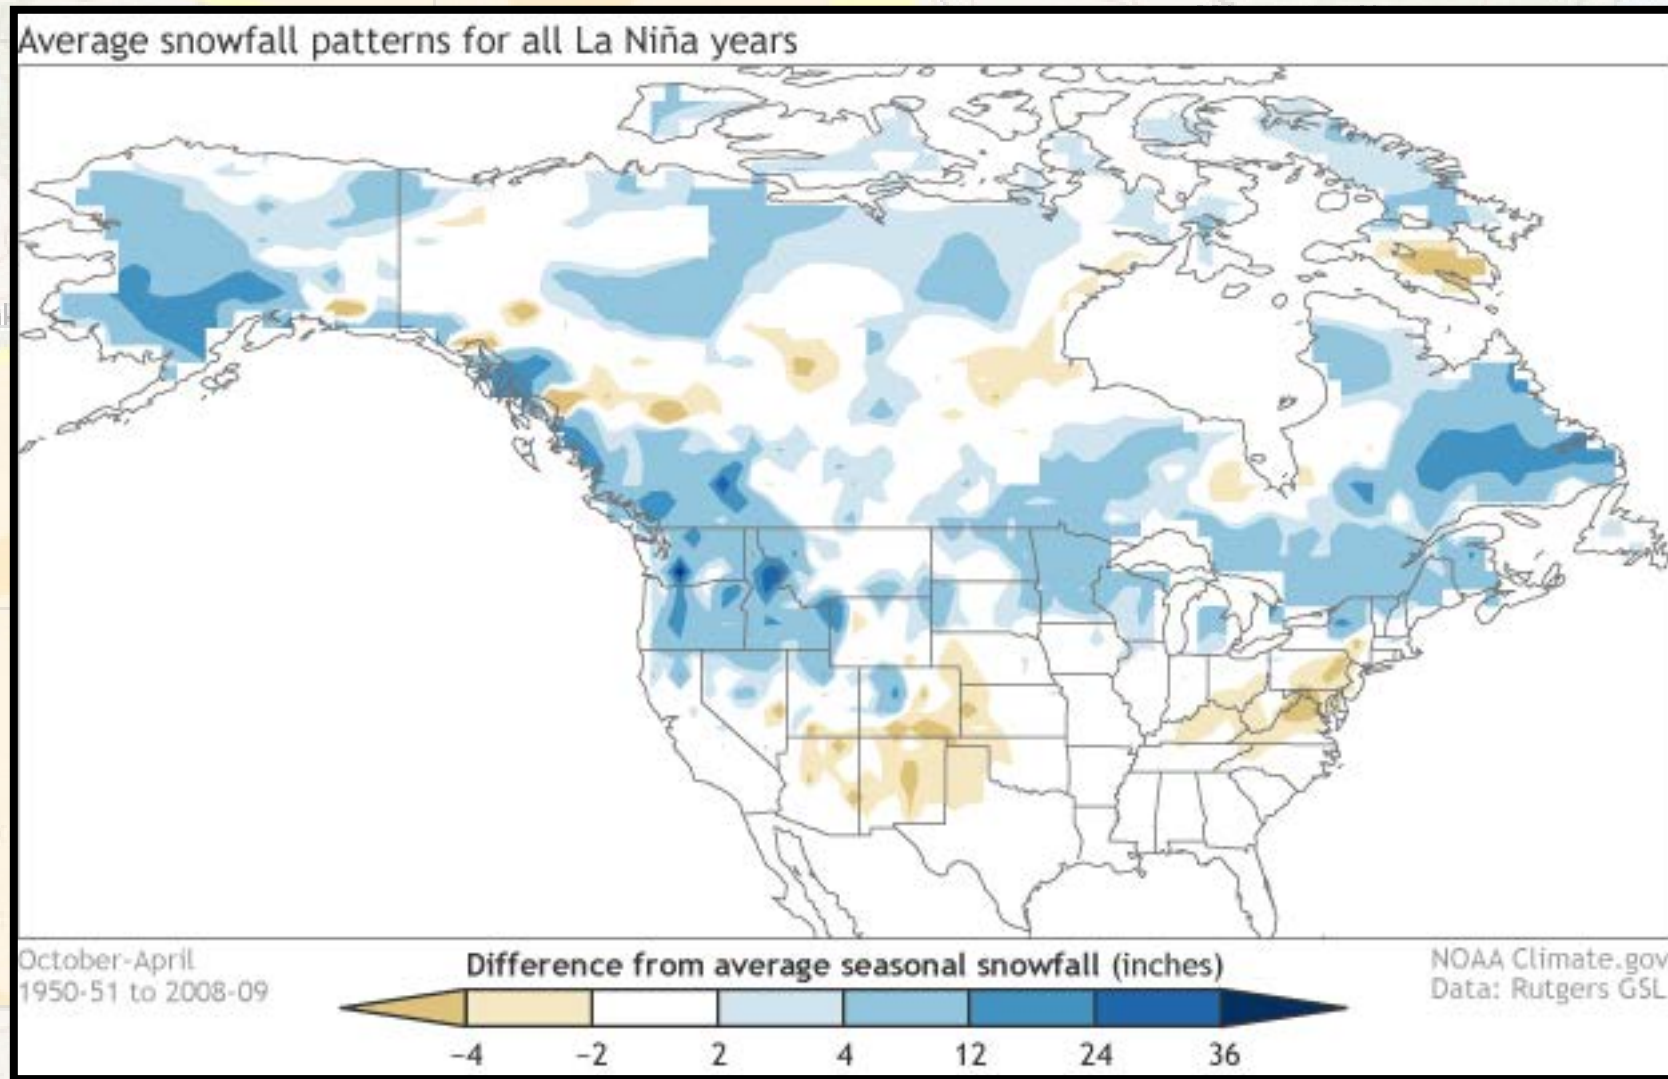 Average snowfall patterns for all La Niña years
October-April
1950-51 to 2008-09
Difference from average seasonal snowfall (inches)
NOAA Climate.gov
Data: Rutgers GSL
−4 −2 2 4 12 24 36